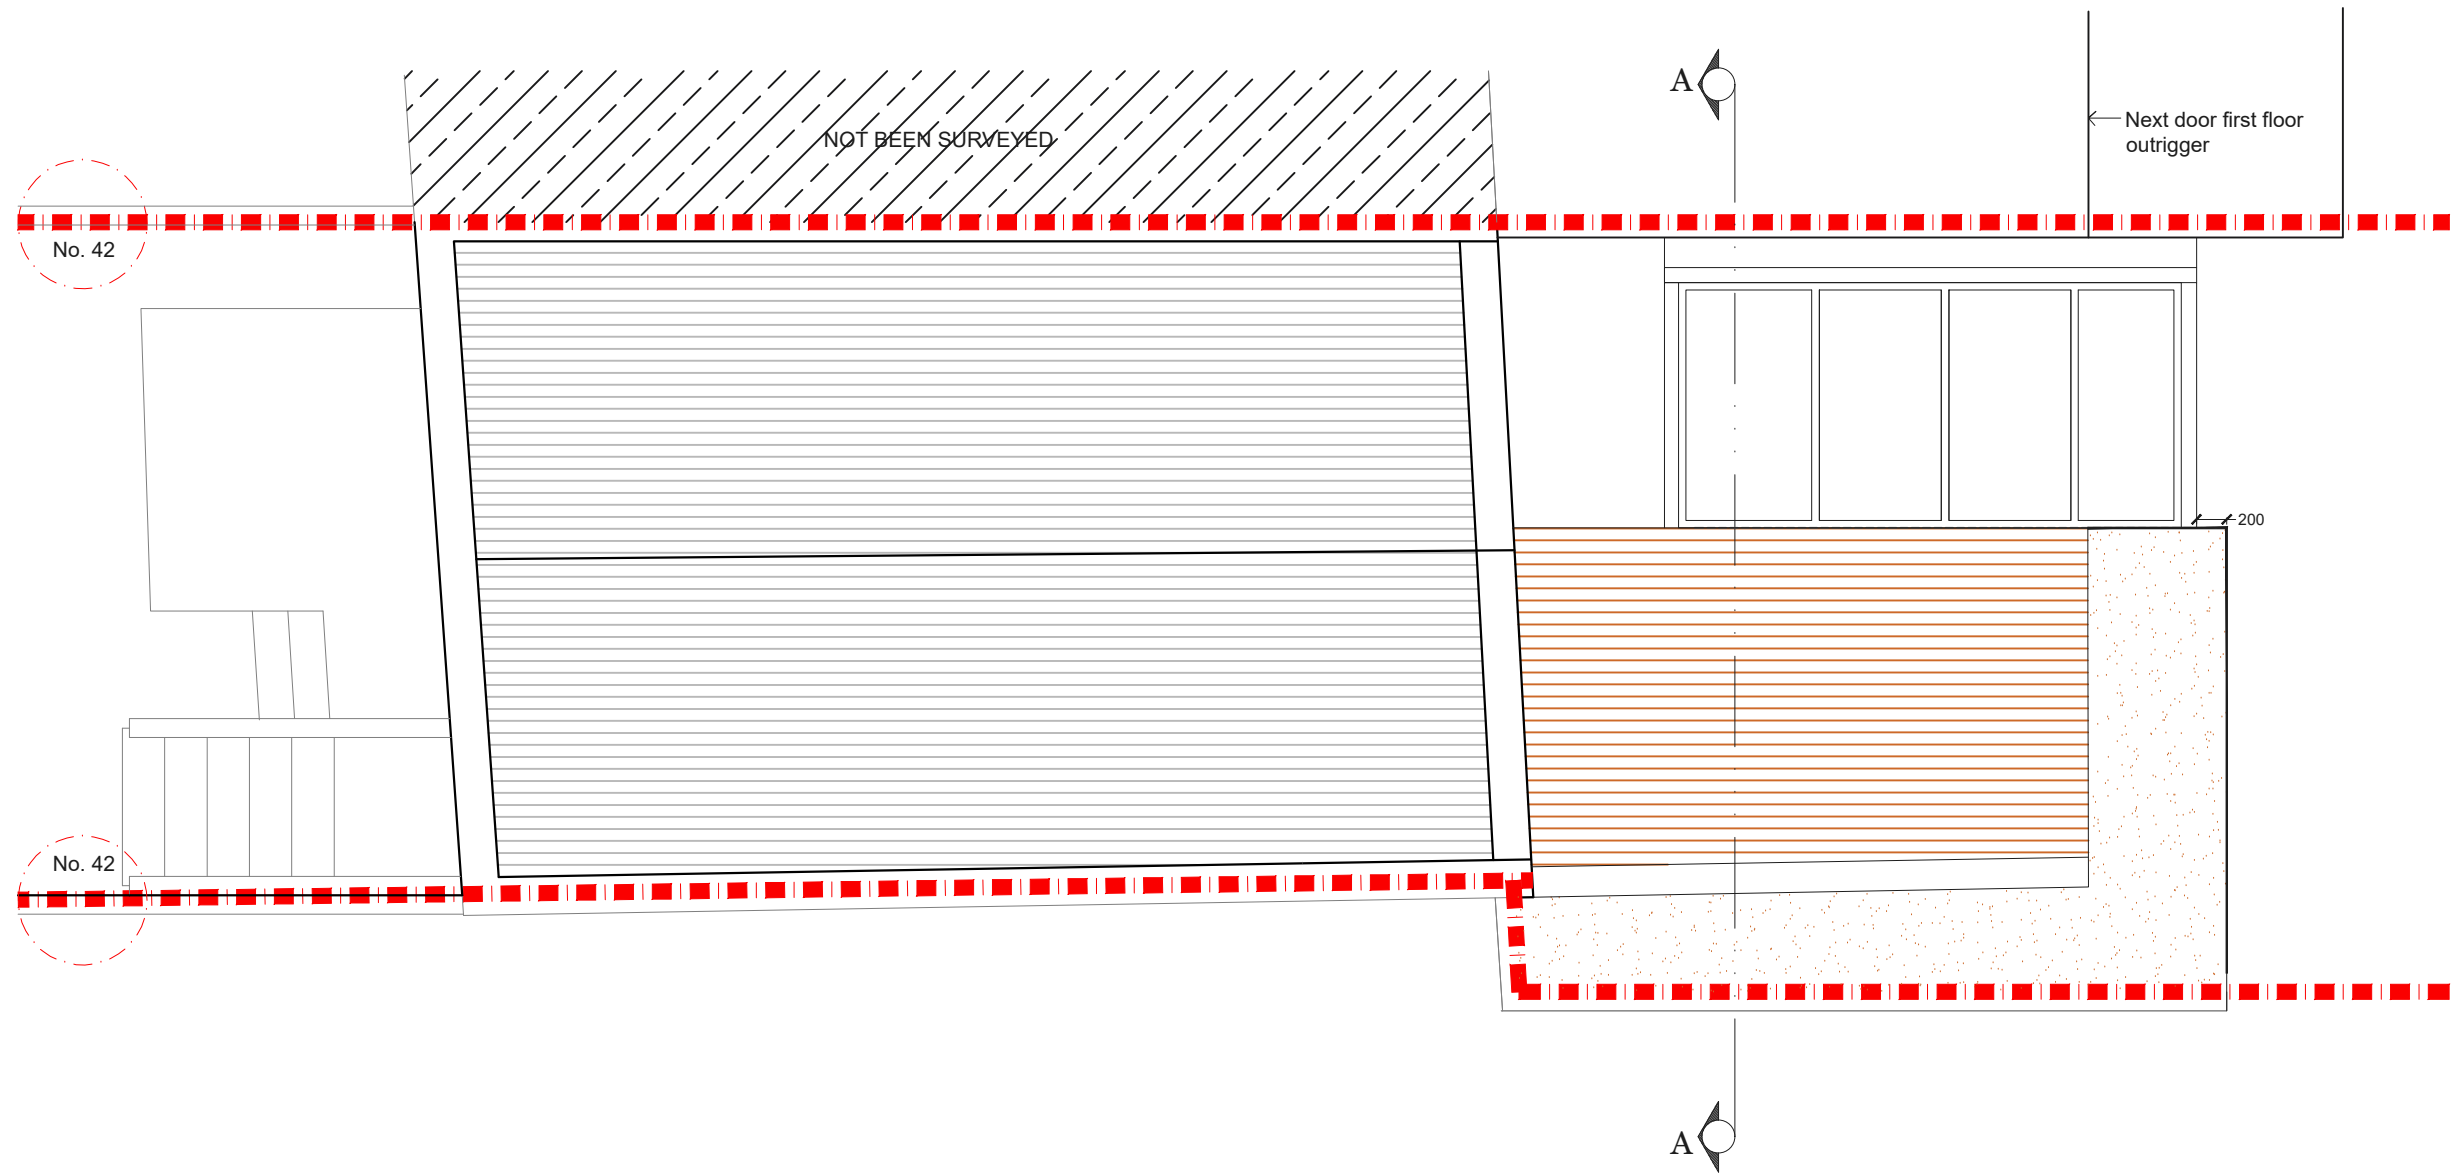 A
Next door first floor
outrigger
NOT BEEN SURVEYED
No. 42
200
No. 42
A